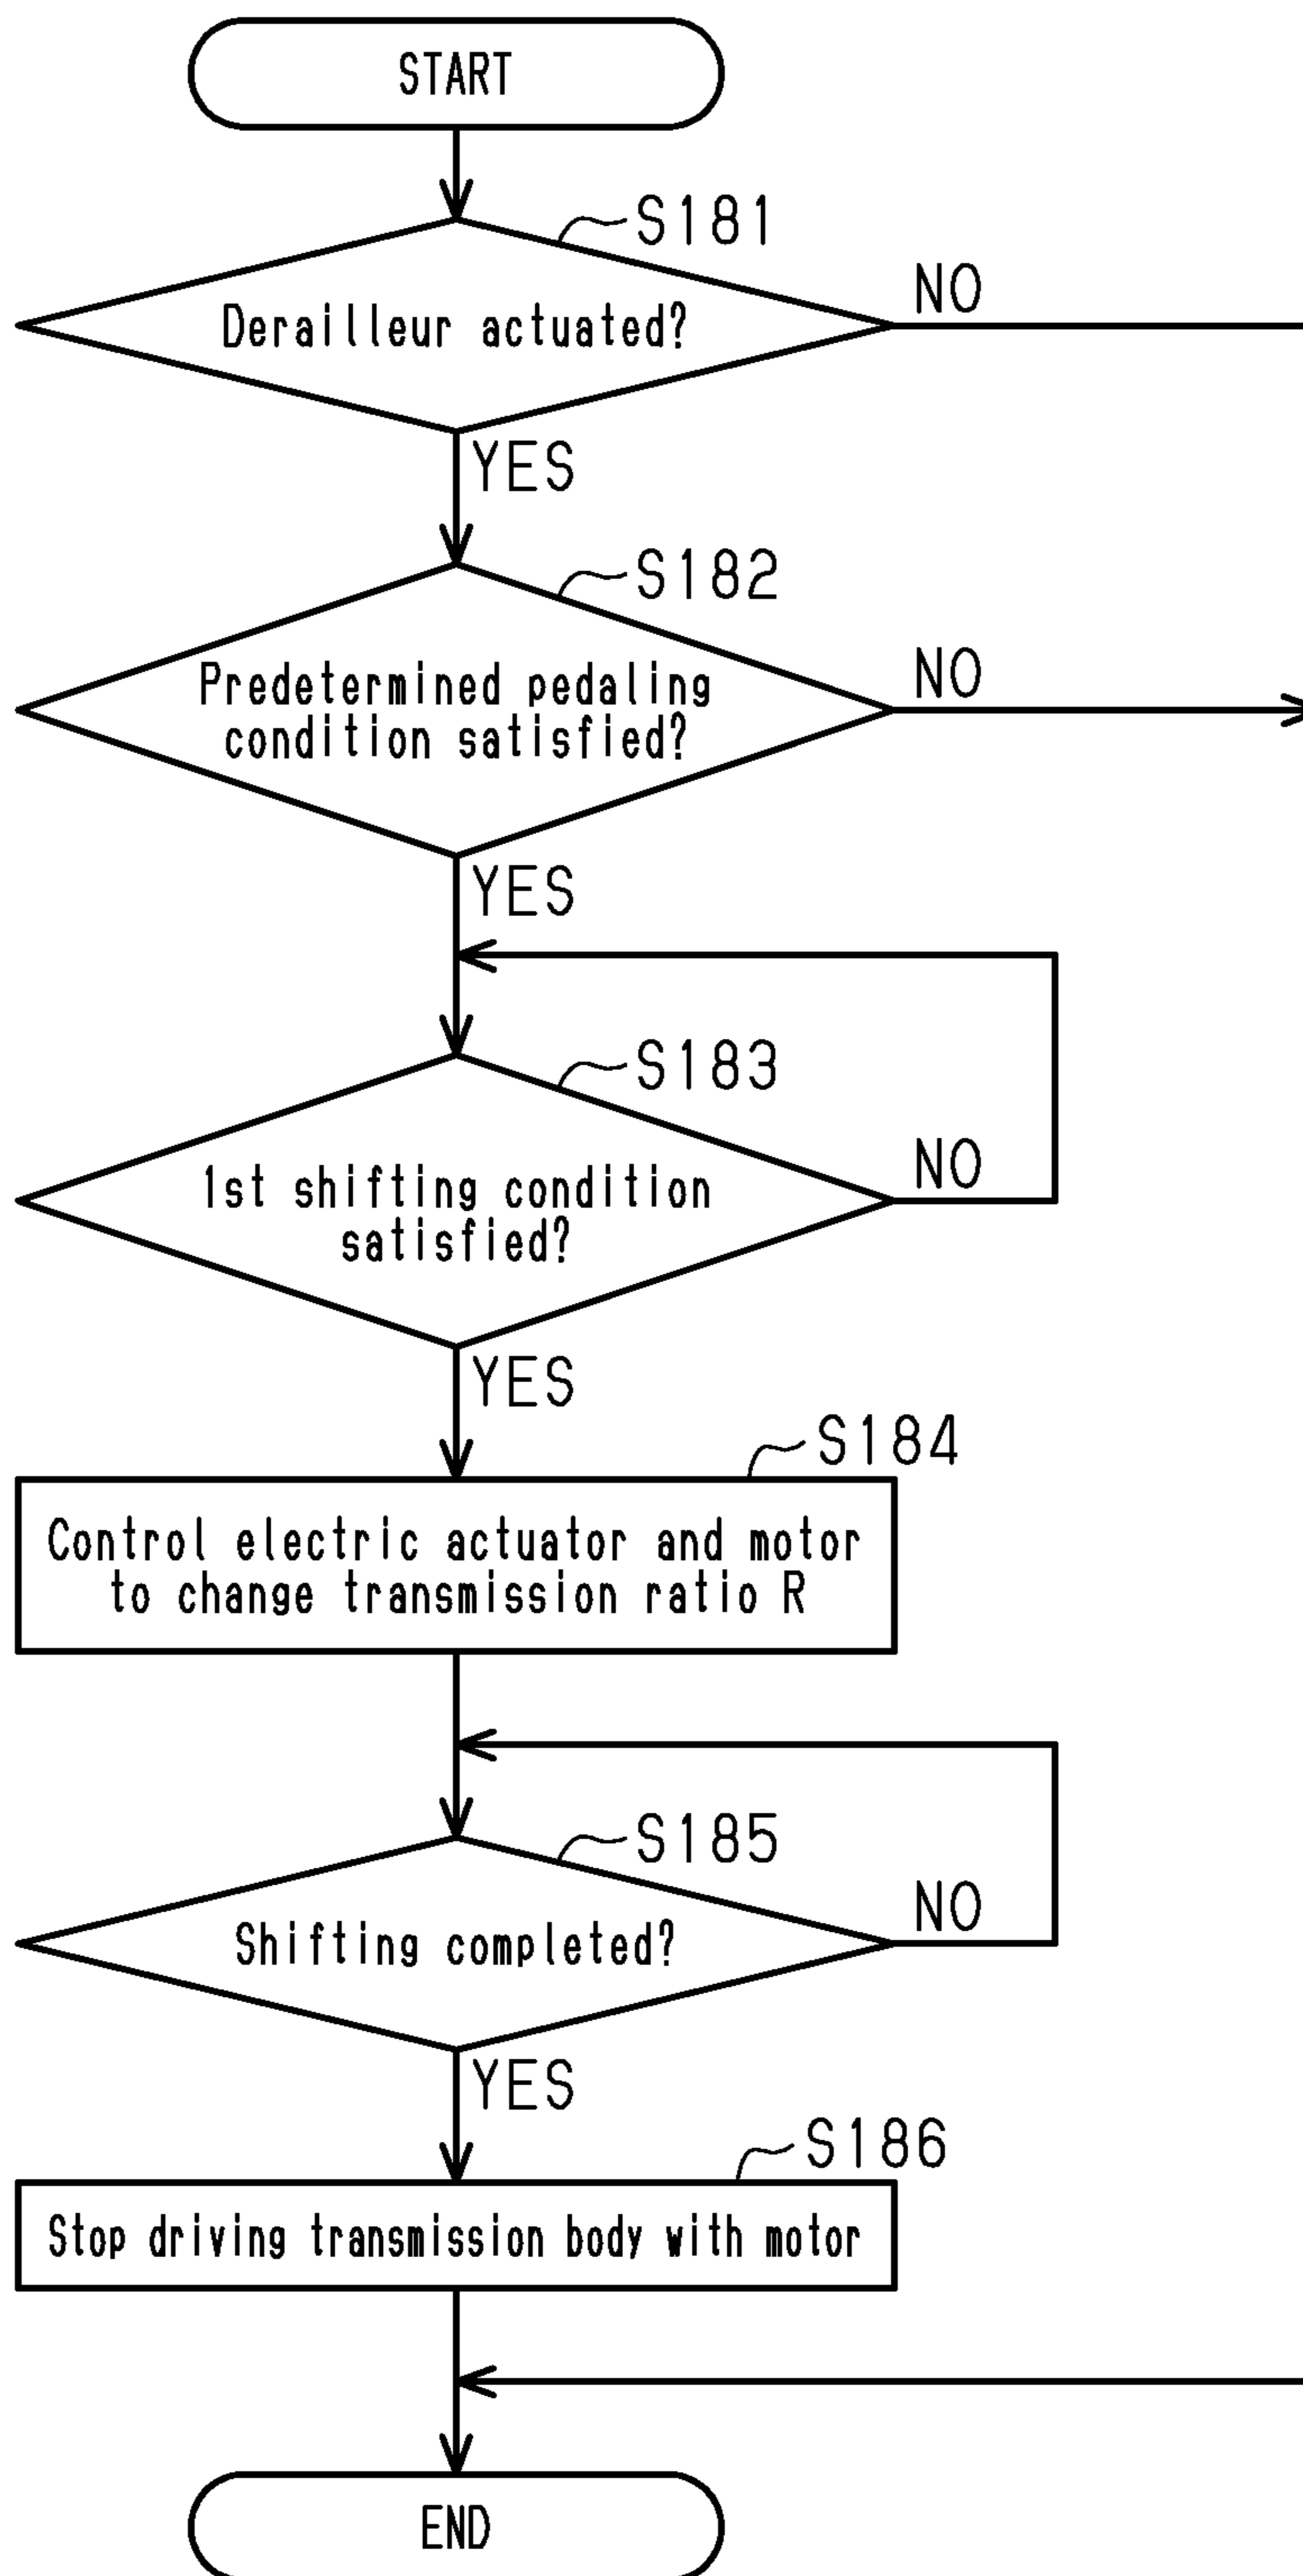 START
S181
Derailleur actuated?
NO
YES
S182
Predetermined pedaling
condition satisfied?
NO
YES
S183
1st shifting condition
satisfied?
NO
YES
S184
Control electric actuator and motor
to change transmission ratio R
S185
Shifting completed?
NO
YES
S186
Stop driving transmission body with motor
END